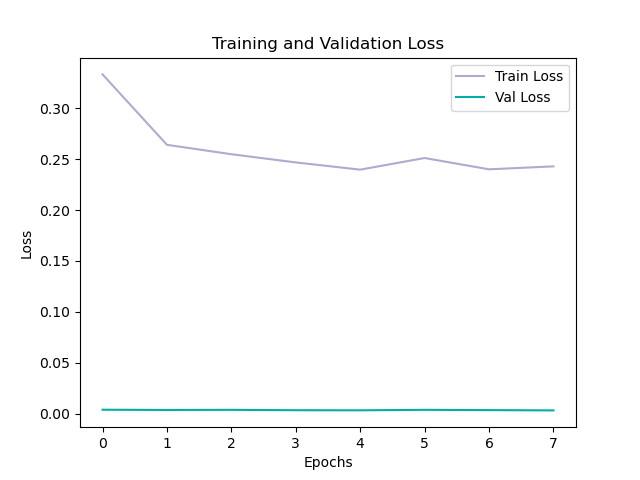 Training and Validation Loss
Train Loss
Val Loss
0.30
0.25
0.20
0.15
0.10
0.05
0.00
Loss
0 1 2 3 4 5 6 7
Epochs